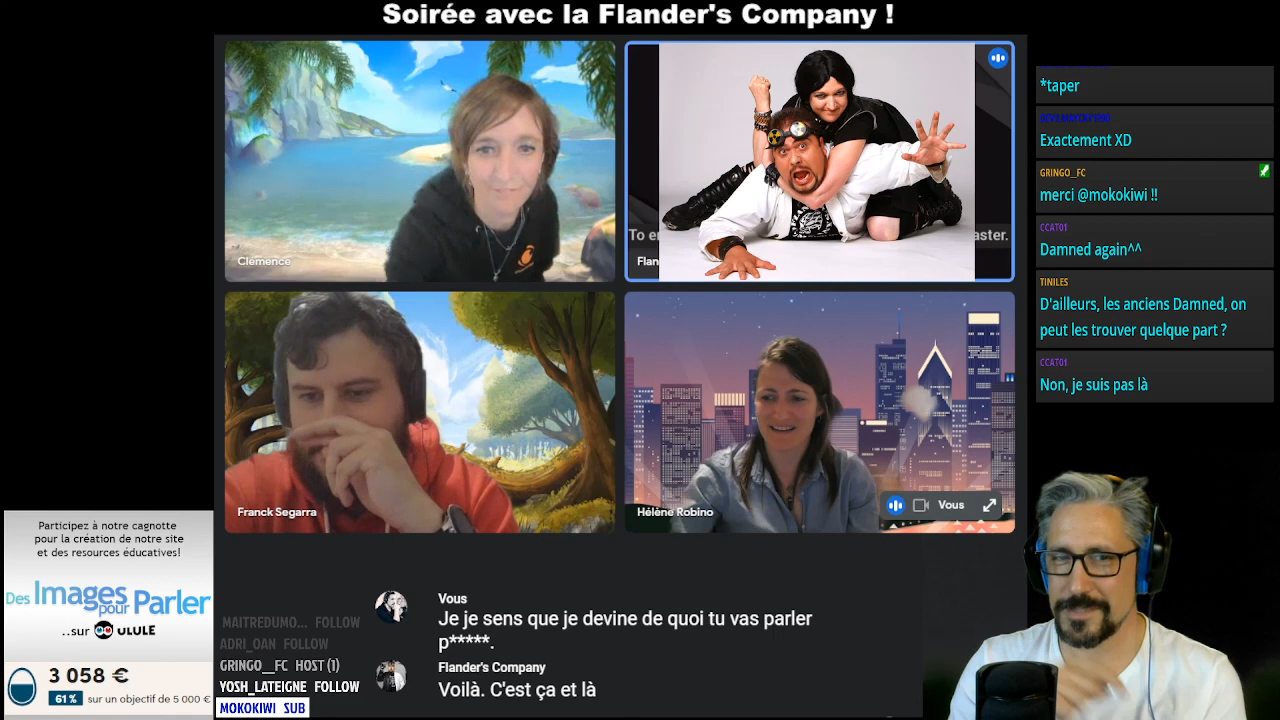 Soirée avec la Flander's Company !
*taper
Exactement XD
GRINGO__FC
merci @mokokiwi !!
CCAT01
Damned again^^
TINILES
D'ailleurs, les anciens Damned, on
peut les trouver quelque part ?
CCAT01
Non, je suis pas là
Clémence
To
aster.
Flan
Franck Segarra
Hélène Robino
Vous
Participez à notre cagnotte
pour la création de notre site
et des resources éducatives!
Des Images pour Parler
..sur ULULE
3 058 €
61 % sur un objectif de 5 000 €
MAITREDUMO... FOLLOW
ADRI_OAN FOLLOW
GRINGO__FC HOST (1)
YOSH_LATEIGNE FOLLOW
MOKOKIWI SUB
Vous
Je je sens que je devine de quoi tu vas parler
p*****.
Flander's Company
Voilà. C'est ça et là